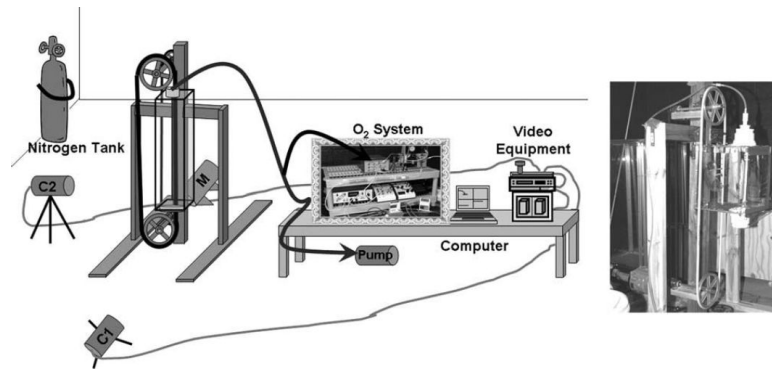 O₂ System
Video
Equipment
Nitrogen Tank
C2
M
Computer
Pump
C1